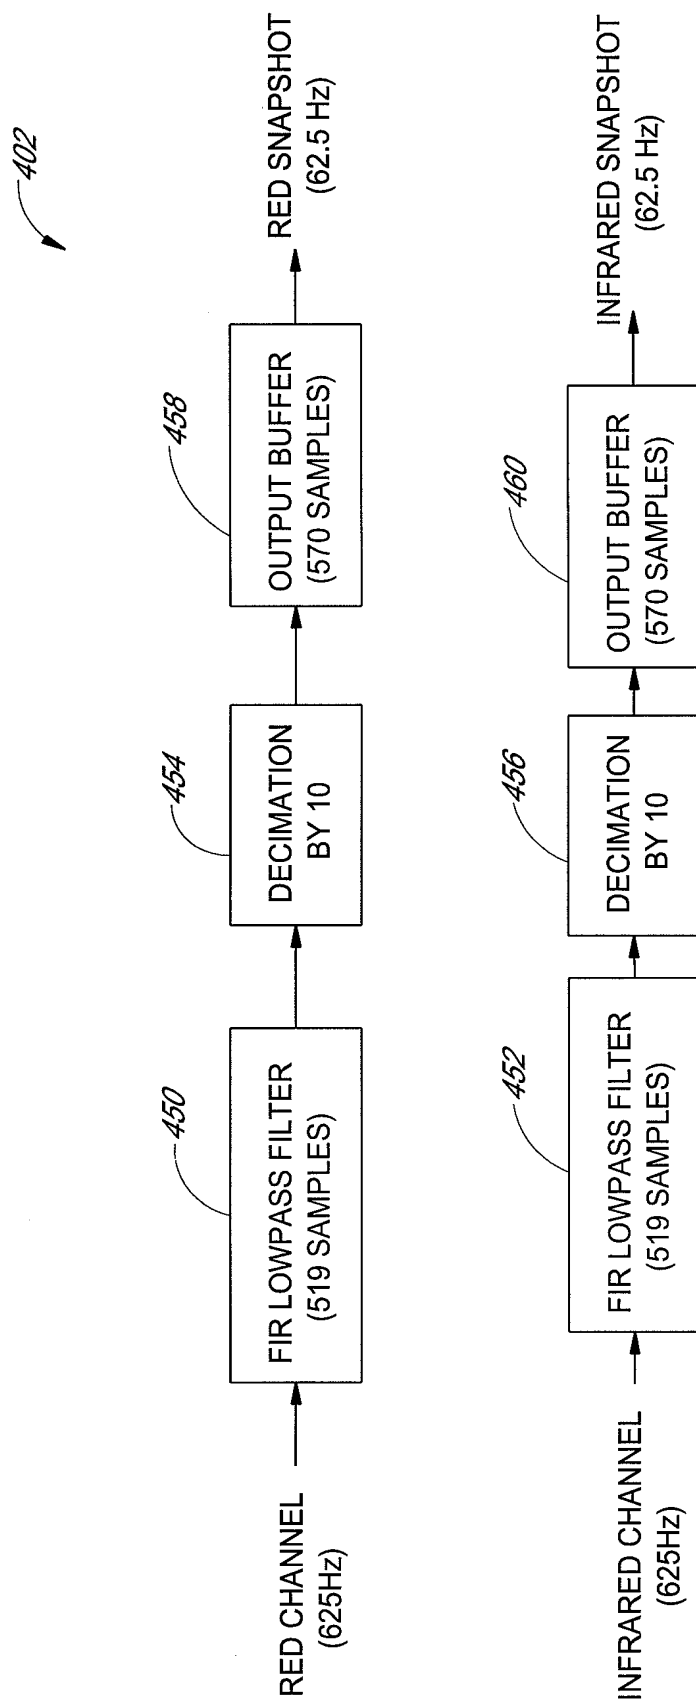 402
RED CHANNEL
(625Hz)
450
FIR LOWPASS FILTER
(519 SAMPLES)
454
DECIMATION
BY 10
458
OUTPUT BUFFER
(570 SAMPLES)
RED SNAPSHOT
(62.5 Hz)
INFRARED CHANNEL
(625Hz)
452
FIR LOWPASS FILTER
(519 SAMPLES)
456
DECIMATION
BY 10
460
OUTPUT BUFFER
(570 SAMPLES)
INFRARED SNAPSHOT
(62.5 Hz)